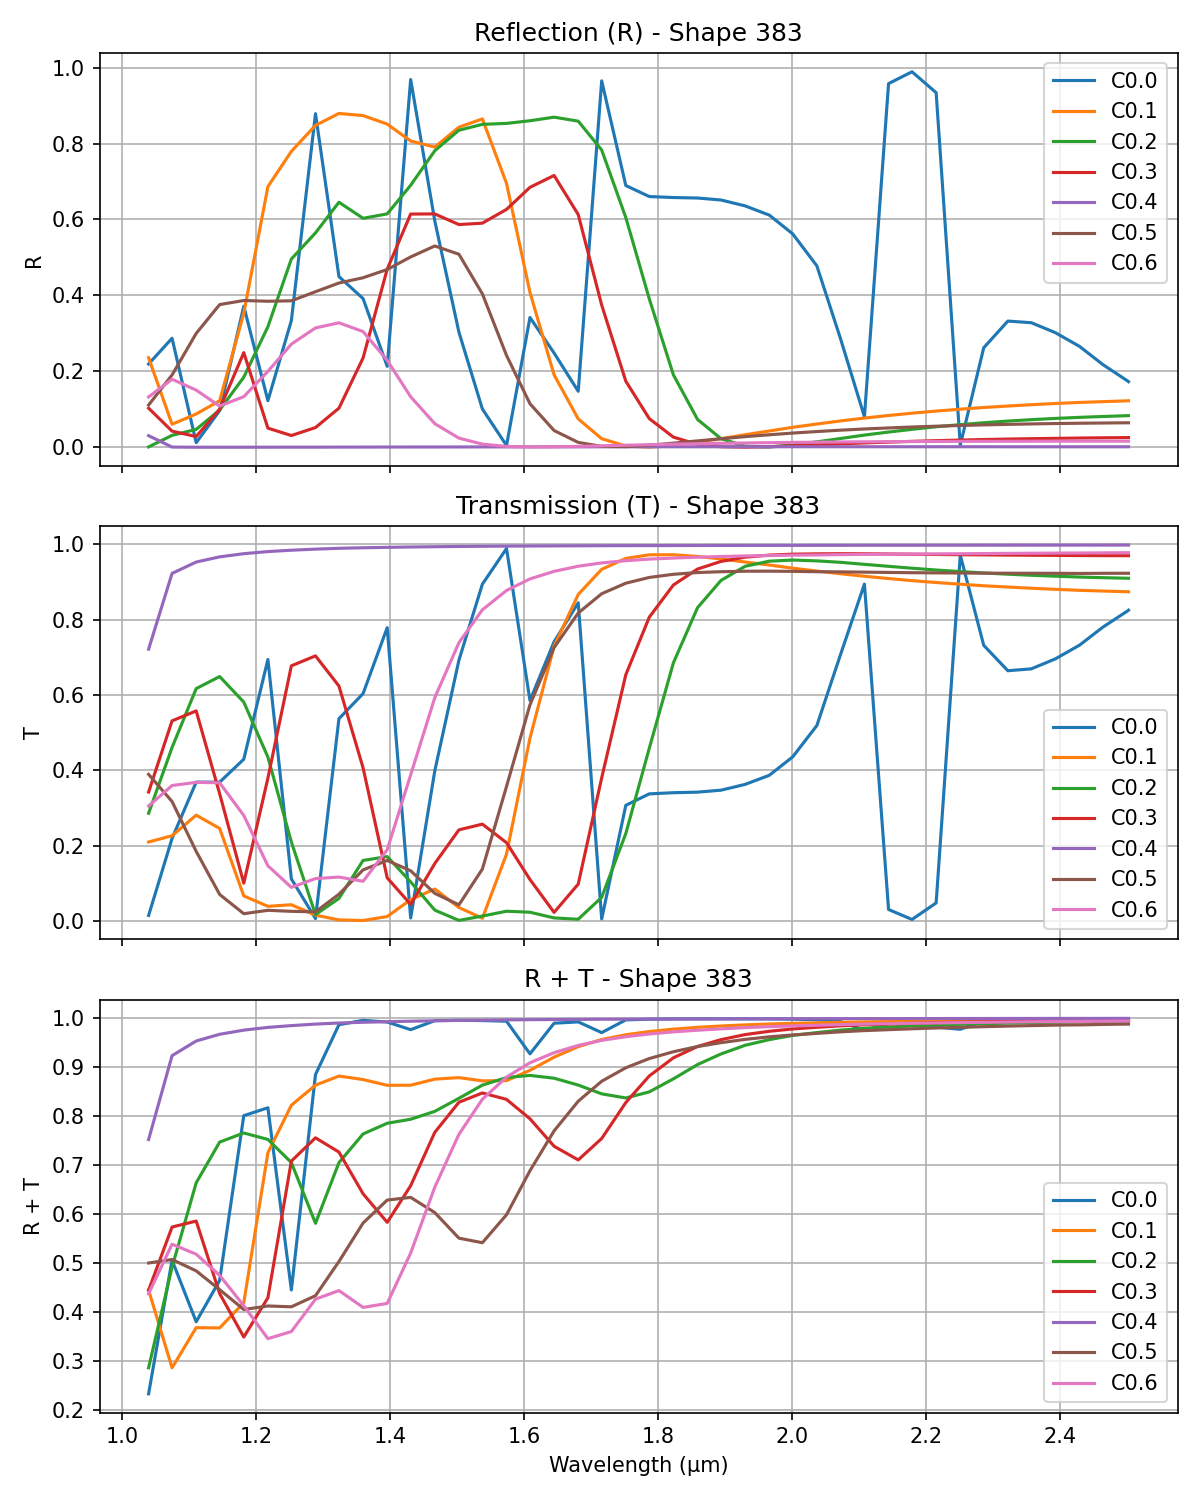 Reflection (R) - Shape 383
1.0
0.8
0.6
0.4
0.2
0.0
R
C0.0
C0.1
C0.2
C0.3
C0.4
C0.5
C0.6
Transmission (T) - Shape 383
1.0
0.8
0.6
0.4
0.2
0.0
T
C0.0
C0.1
C0.2
C0.3
C0.4
C0.5
C0.6
R + T - Shape 383
1.0
0.9
0.8
0.7
0.6
0.5
0.4
0.3
0.2
R + T
C0.0
C0.1
C0.2
C0.3
C0.4
C0.5
C0.6
1.0 1.2 1.4 1.6 1.8 2.0 2.2 2.4
Wavelength (μm)